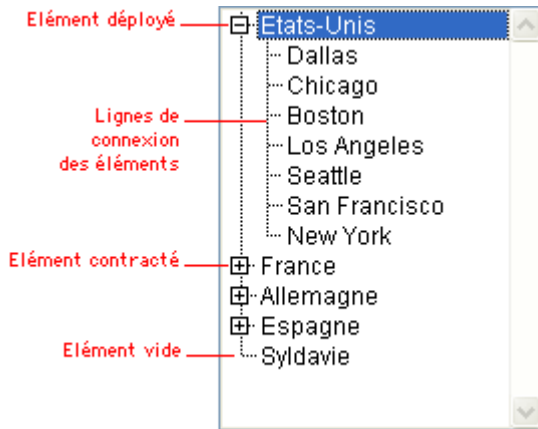 Elément déployé
Etats-Unis
Dallas
Chicago
Lignes de
connexion
des éléments
Boston
Los Angeles
Seattle
San Francisco
New York
Elément contracté
France
Allemagne
Espagne
Elément vide
Syldavie